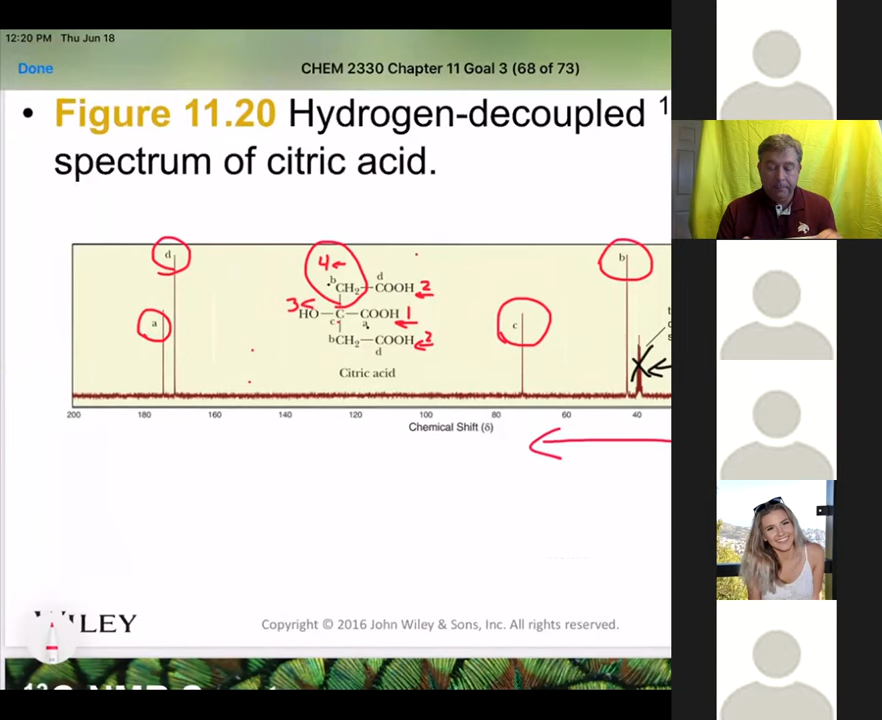 12:20 PM Thu Jun 18
Done
CHEM 2330 Chapter 11 Goal 3 (68 of 73)
• Figure 11.20 Hydrogen-decoupled 1
spectrum of citric acid.
d
4
d
b
b
CH2—COOH 2
3
HO—C—COOH 1
a
c
c
a
bCH2—COOH 2
d
Citric acid
200 180 160 140 120 100 80 60 40
Chemical Shift (δ)
WILEY
Copyright © 2016 John Wiley & Sons, Inc. All rights reserved.